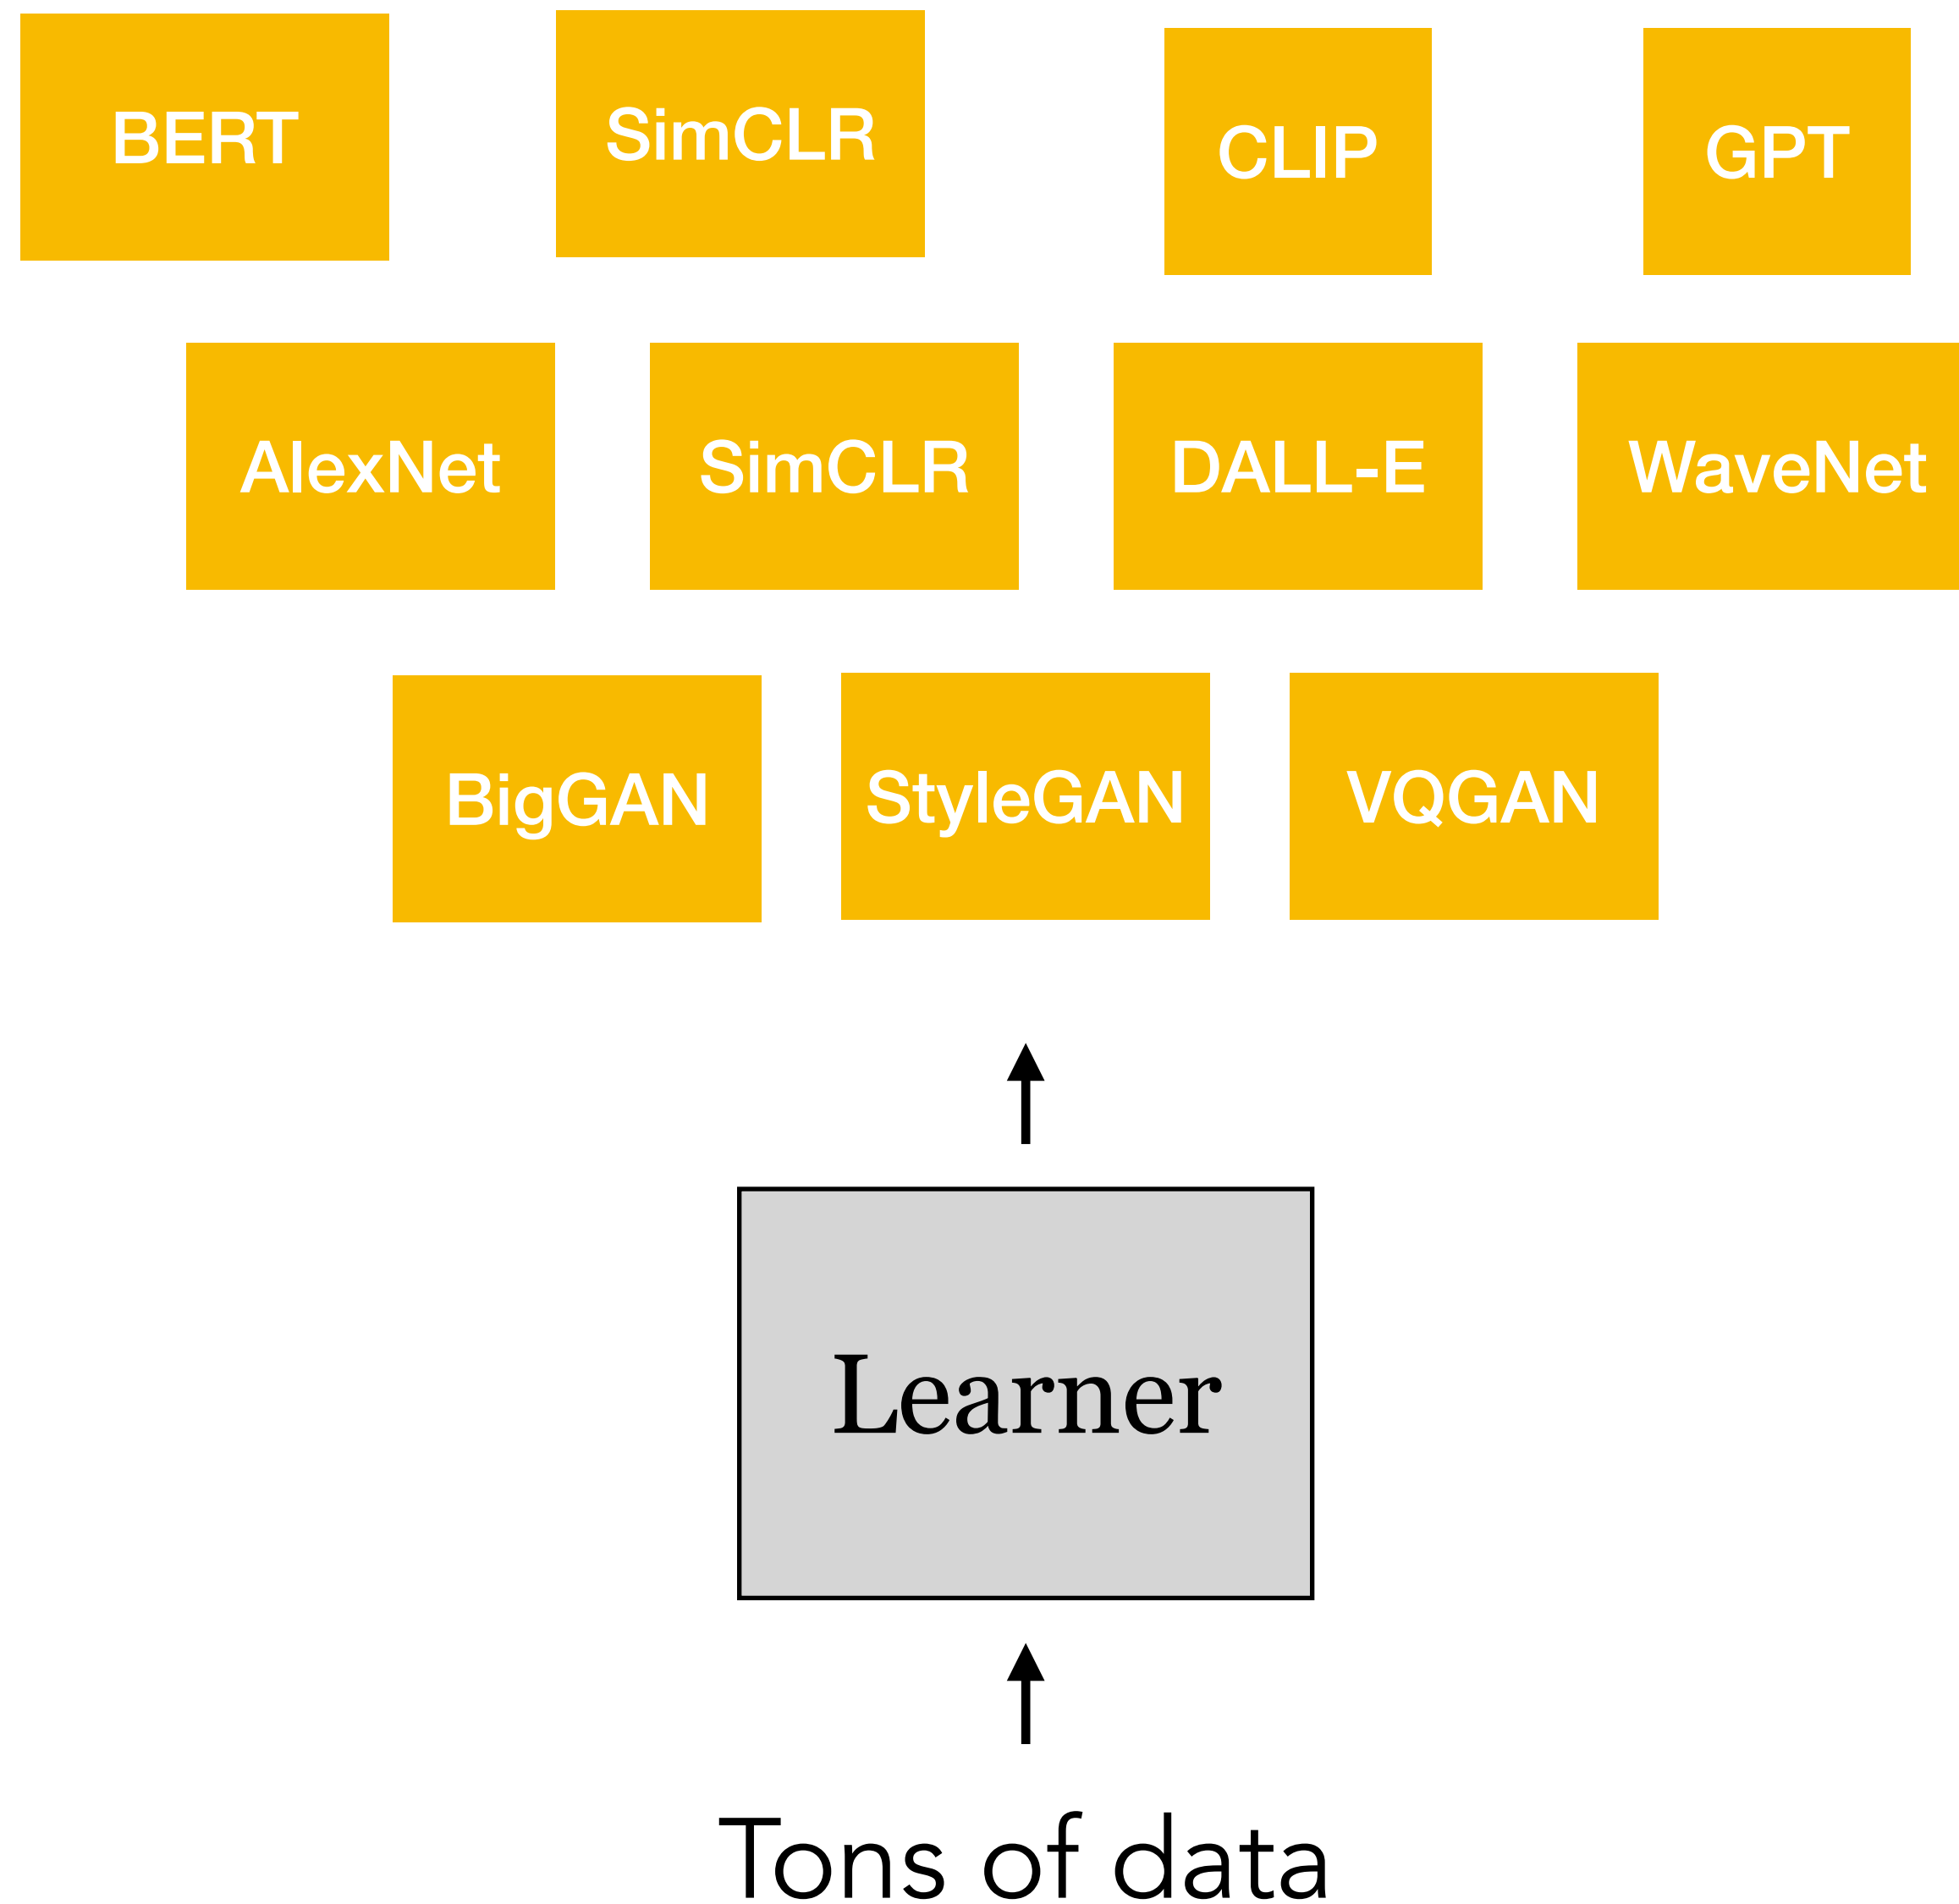 BERT
SimCLR
CLIP
GPT
AlexNet
SimCLR
DALL-E
WaveNet
BigGAN
StyleGAN
VQGAN
Learner
Tons of data